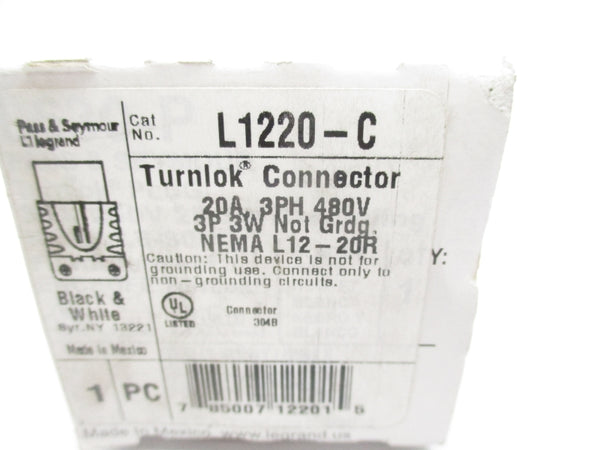 Pass & Seymour
Legrand
Cat
No.
L1220-C
Turnlok® Connector
20A, 3PH 480V
3P 3W Not Grdg.
NEMA L12-20R
Caution: This device is not for
grounding use. Connect only to
non-grounding circuits.
Y:
Black &
White
Syr. NY 13221
UL
LISTED
Connector
304B
Made in Mexico
1 PC
7 85007 12201 5
Made in Mexico www.legrand.us